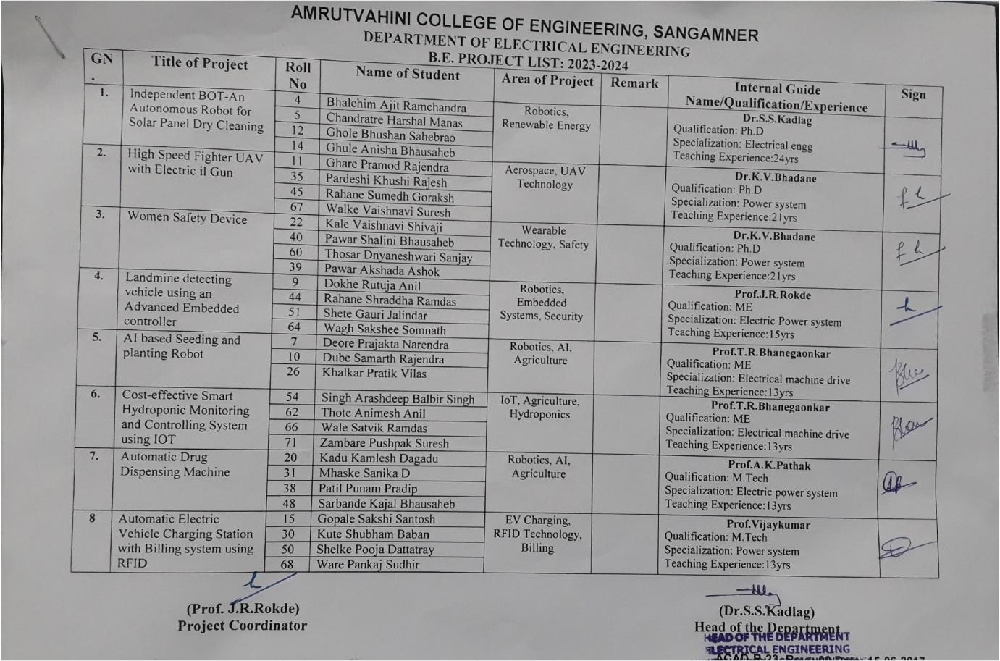 AMRUTVAHINI COLLEGE OF ENGINEERING, SANGAMNER
DEPARTMENT OF ELECTRICAL ENGINEERING
B.E. PROJECT LIST: 2023-2024
GN . Title of Project Roll No Name of Student Area of Project Remark Internal Guide Name/Qualification/Experience Sign
1.
Independent BOT-An
Autonomous Robot for
Solar Panel Dry Cleaning
4 Bhalchim Ajit Ramchandra
5 Chandratre Harshal Manas
12 Ghole Bhushan Sahebrao
14 Ghule Anisha Bhausaheb
Robotics,
Renewable Energy
Dr.S.S.Kadlag
Qualification: Ph.D
Specialization: Electrical engg
Teaching Experience:24yrs
2.
High Speed Fighter UAV
with Electric il Gun
11 Ghare Pramod Rajendra
35 Pardeshi Khushi Rajesh
45 Rahane Sumedh Goraksh
67 Walke Vaishnavi Suresh
Aerospace, UAV
Technology
Dr.K.V.Bhadane
Qualification: Ph.D
Specialization: Power system
Teaching Experience:21yrs
3.
Women Safety Device
22 Kale Vaishnavi Shivaji
40 Pawar Shalini Bhausaheb
60 Thosar Dnyaneshwari Sanjay
39 Pawar Akshada Ashok
Wearable
Technology, Safety
Dr.K.V.Bhadane
Qualification: Ph.D
Specialization: Power system
Teaching Experience:21yrs
4.
Landmine detecting
vehicle using an
Advanced Embedded
controller
9 Dokhe Rutuja Anil
44 Rahane Shraddha Ramdas
51 Shete Gauri Jalindar
64 Wagh Sakshee Somnath
Robotics,
Embedded
Systems, Security
Prof.J.R.Rokde
Qualification: ME
Specialization: Electric Power system
Teaching Experience:15yrs
5.
AI based Seeding and
planting Robot
7 Deore Prajakta Narendra
10 Dube Samarth Rajendra
26 Khalkar Pratik Vilas
Robotics, AI,
Agriculture
Prof.T.R.Bhanegaonkar
Qualification: ME
Specialization: Electrical machine drive
Teaching Experience:13yrs
6.
Cost-effective Smart
Hydroponic Monitoring
and Controlling System
using IOT
54 Singh Arashdeep Balbir Singh
62 Thote Animesh Anil
66 Wale Satvik Ramdas
71 Zambare Pushpak Suresh
IoT, Agriculture,
Hydroponics
Prof.T.R.Bhanegaonkar
Qualification: ME
Specialization: Electrical machine drive
Teaching Experience:13yrs
7.
Automatic Drug
Dispensing Machine
20 Kadu Kamlesh Dagadu
31 Mhaske Sanika D
38 Patil Punam Pradip
48 Sarbande Kajal Bhausaheb
Robotics, AI,
Agriculture
Prof.A.K.Pathak
Qualification: M.Tech
Specialization: Electric power system
Teaching Experience:13yrs
8
Automatic Electric
Vehicle Charging Station
with Billing system using
RFID
15 Gopale Sakshi Santosh
30 Kute Shubham Baban
50 Shelke Pooja Dattatray
68 Ware Pankaj Sudhir
EV Charging,
RFID Technology,
Billing
Prof.Vijaykumar
Qualification: M.Tech
Specialization: Power system
Teaching Experience:13yrs
(Prof. J.R.Rokde)
Project Coordinator
(Dr.S.S.Kadlag)
Head of the Department
HEAD OF THE DEPARTMENT
ELECTRICAL ENGINEERING